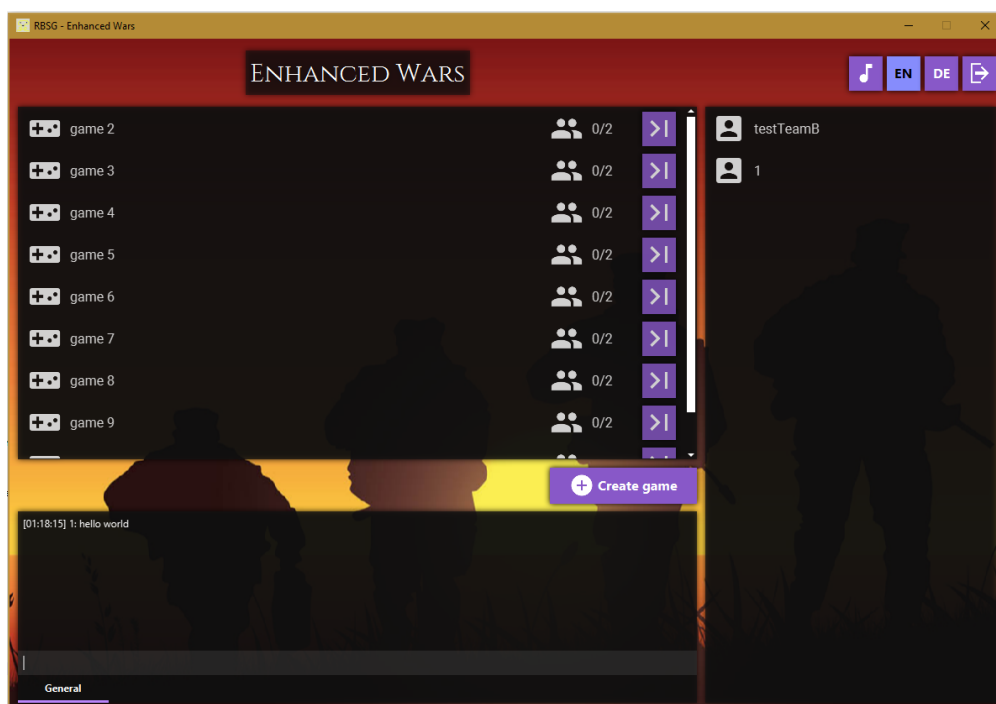 RBSG - Enhanced Wars
Enhanced Wars
EN
DE
game 2
0/2
game 3
0/2
game 4
0/2
game 5
0/2
game 6
0/2
game 7
0/2
game 8
0/2
game 9
0/2
testTeamB
1
Create game
[01:18:15] 1: hello world
General